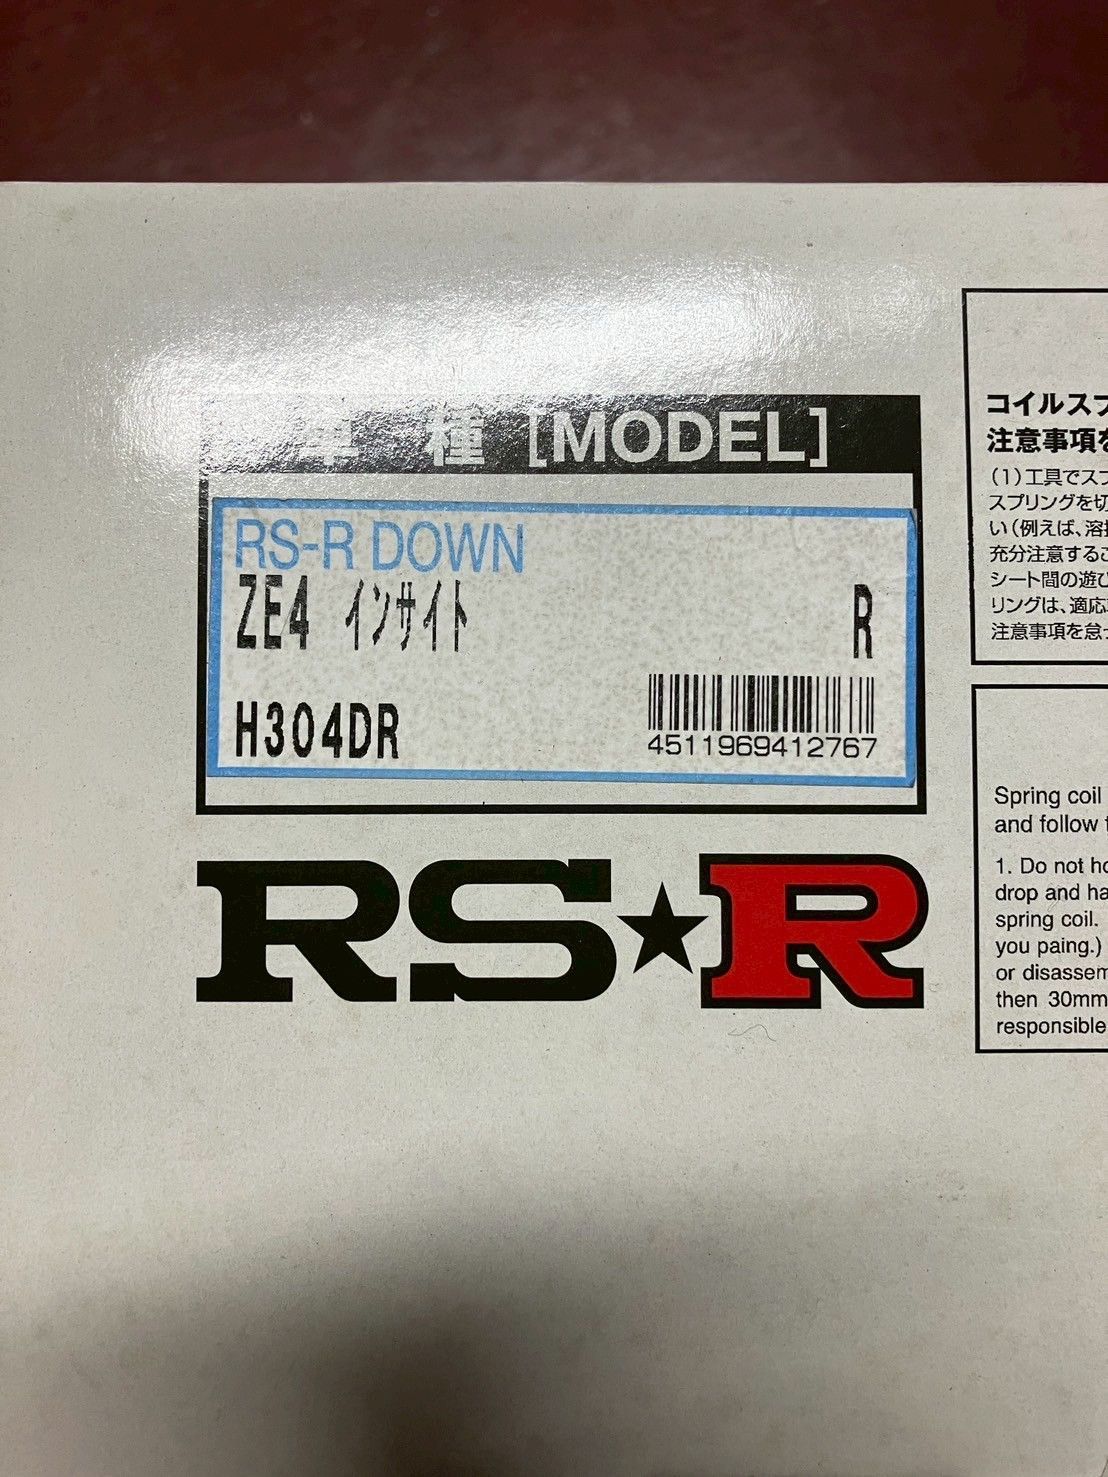 車 種 [MODEL]
RS-R DOWN
ZE4 インサイト R
H304DR
4511969412767
RS★R
コイルスプ
注意事項を
(1)工具でスプ
スプリングを切
い(例えば、溶接
充分注意するこ
シート間の遊び
リングは、適応
注意事項を怠っ
Spring coil
and follow t
1. Do not ho
drop and ha
spring coil.
you paing.)
or disassem
then 30mm
responsible